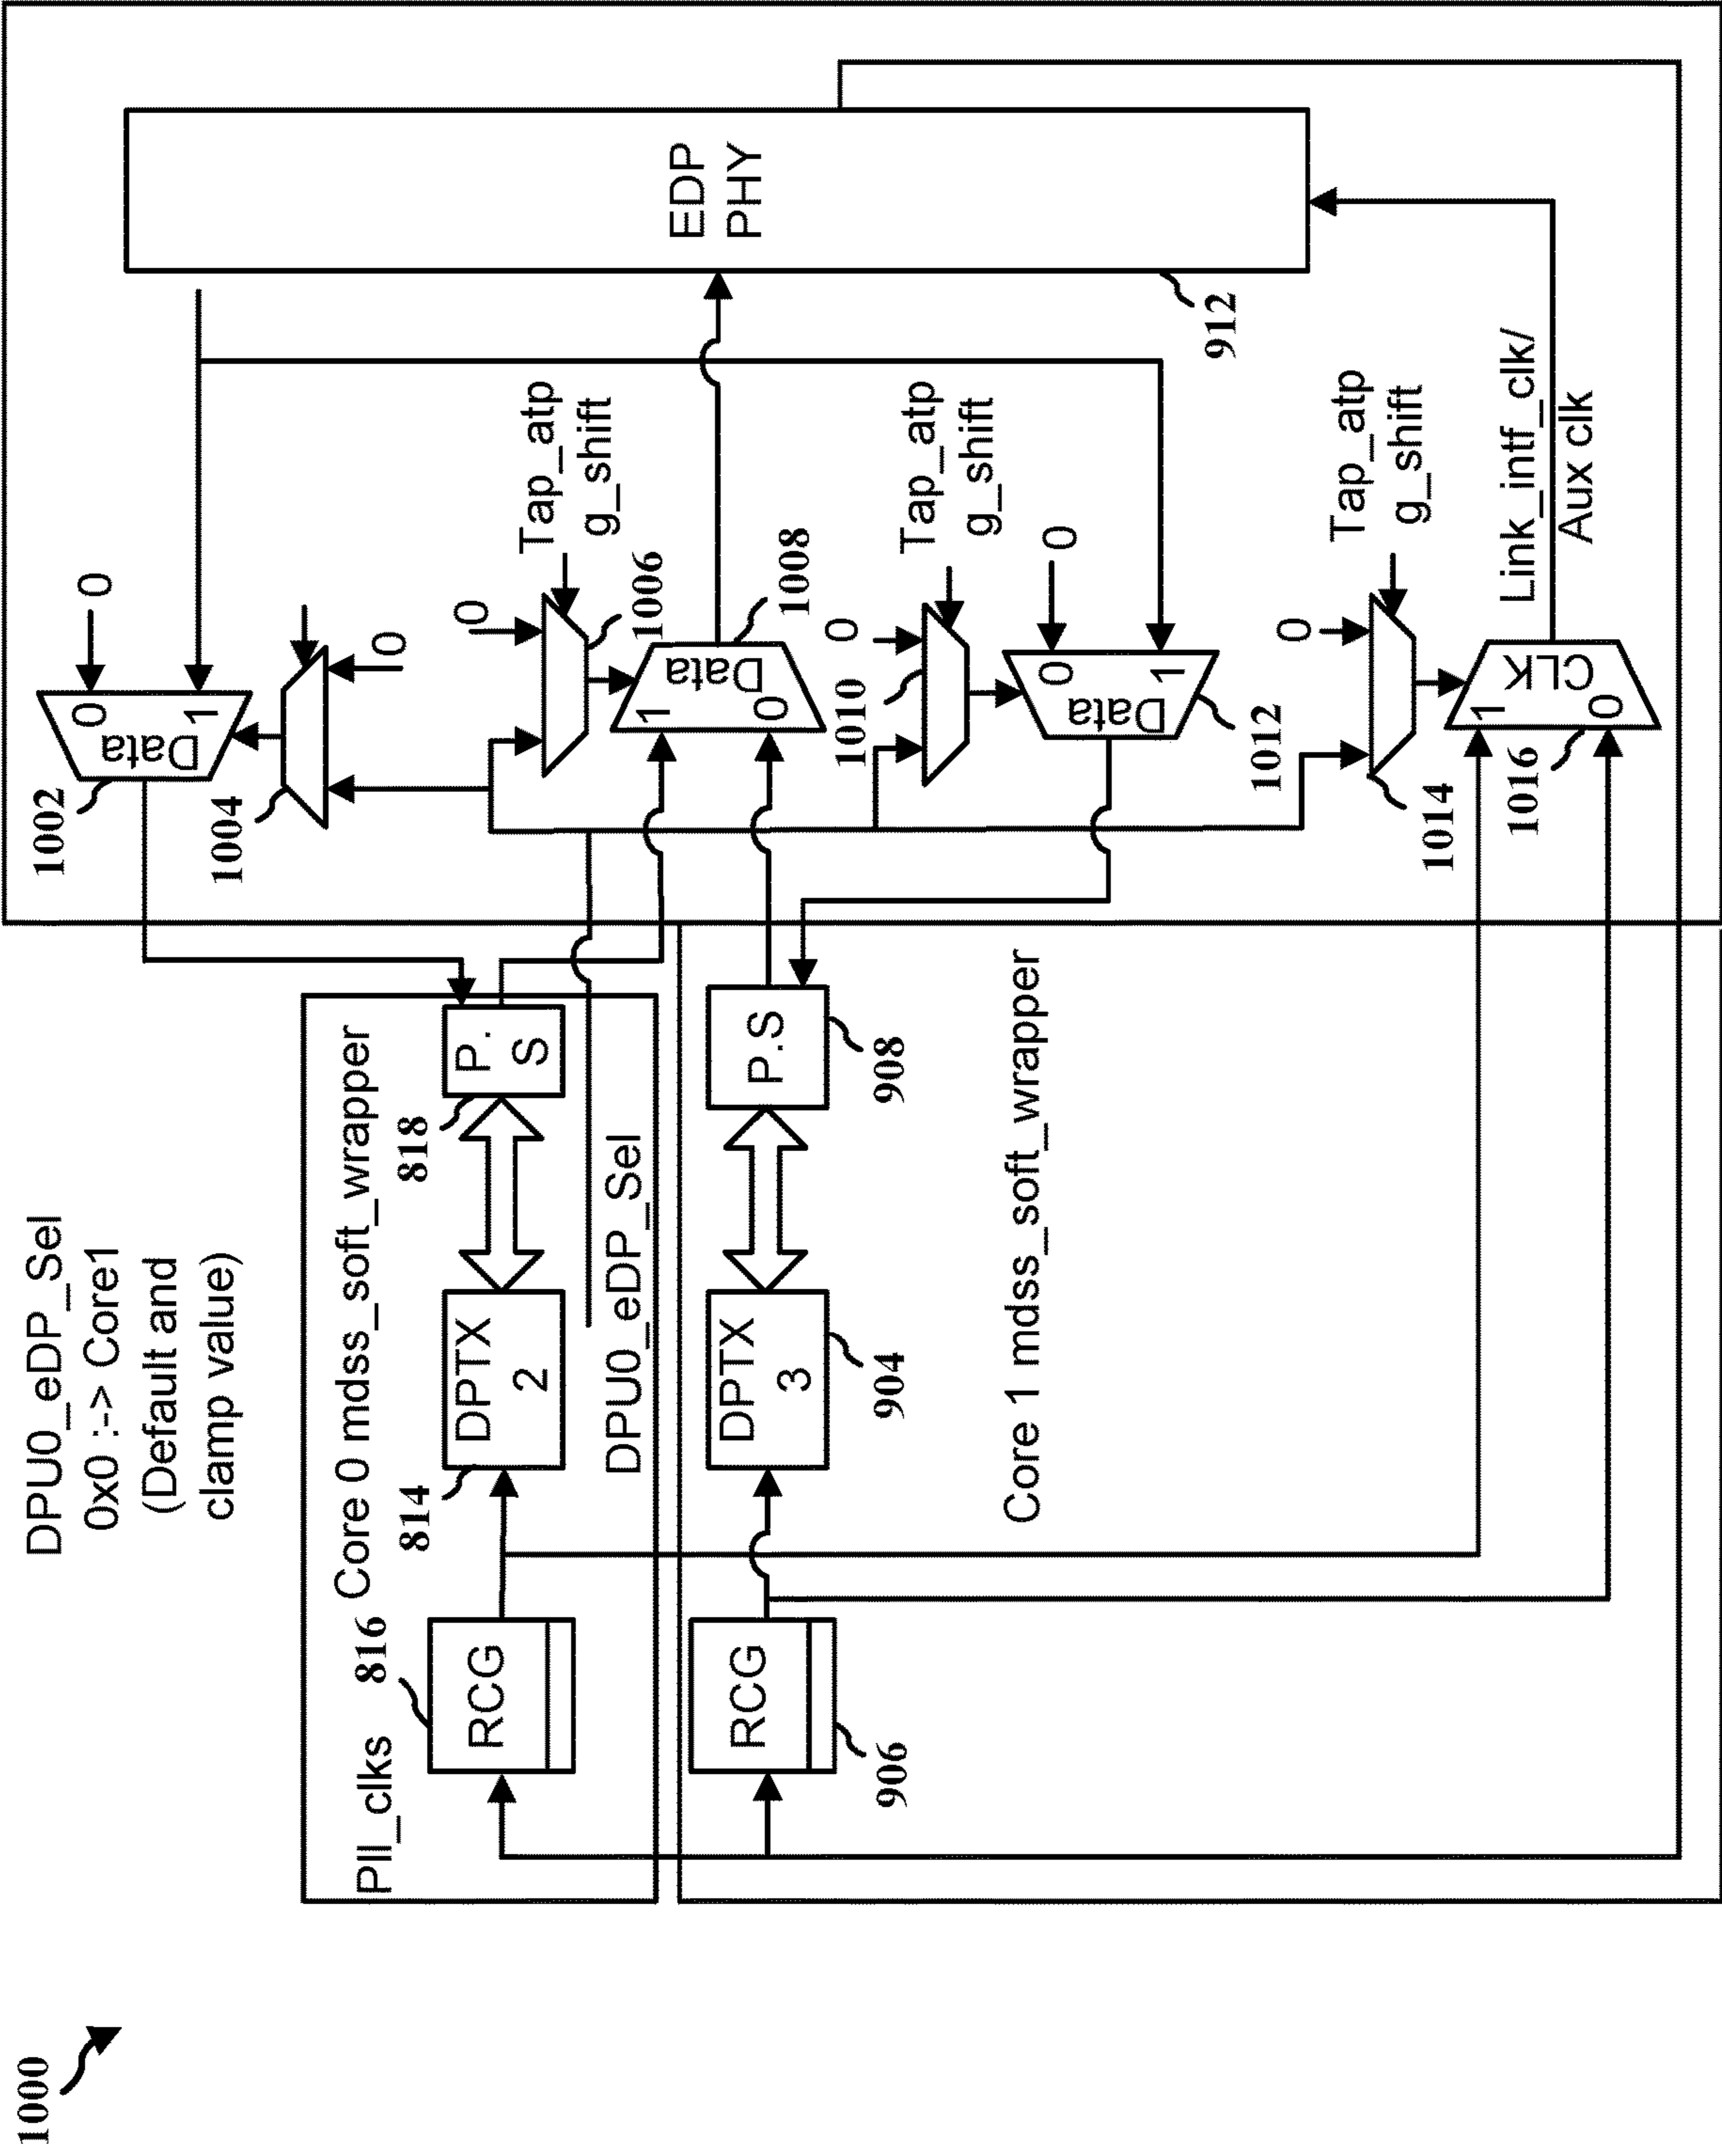 1000
DPU0_eDP_Sel
0x0 :-> Core1
(Default and
clamp value)
Core 0 mdss_soft_wrapper
Pll_clks
816
RCG
814
DPTX
2
818
P.
S
DPU0_eDP_Sel
RCG
906
DPTX
3
904
P.S
908
Core 1 mdss_soft_wrapper
1002
0
1
Data
0
1004
0
0
Tap_atp
g_shift
1006
1
0
Data
1008
0
Tap_atp
g_shift
1010
0
1
Data
0
1012
0
Tap_atp
g_shift
1014
1
0
CLK
1016
Link_intf_clk/
Aux clk
EDP
PHY
912